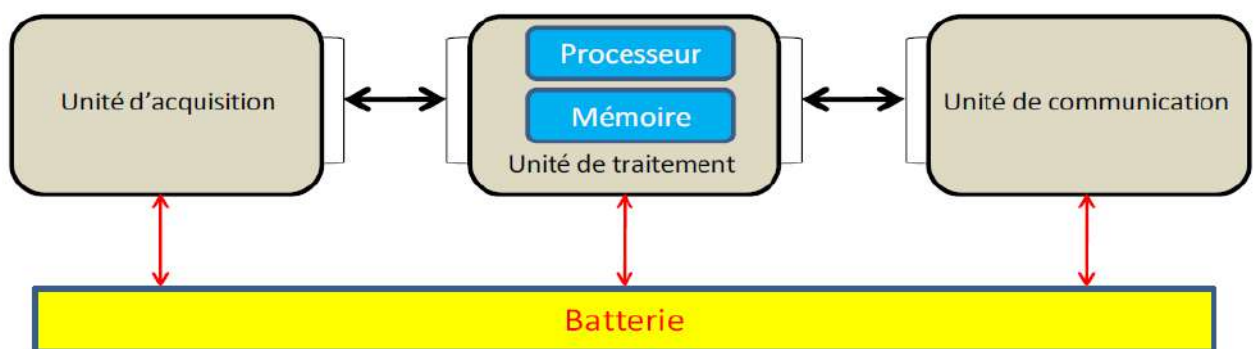 Unité d'acquisition
Processeur
Mémoire
Unité de traitement
Unité de communication
Batterie